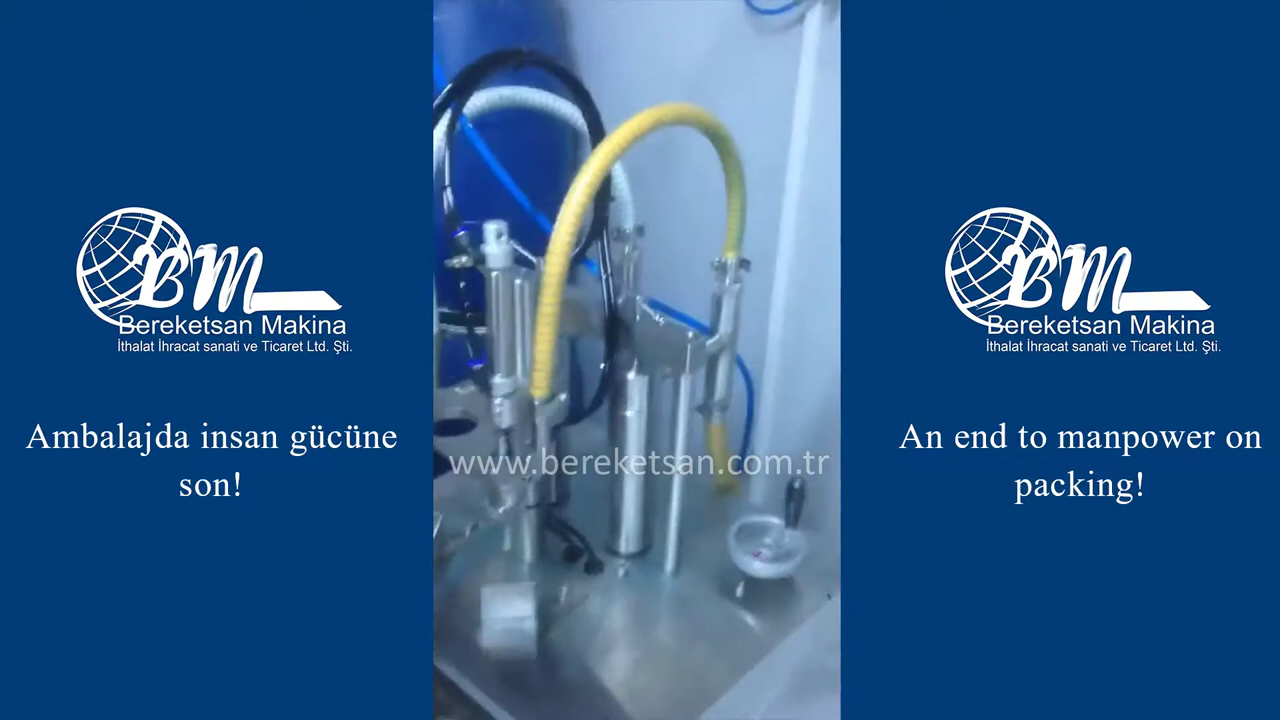 BM
Bereketsan Makina
İthalat İhracat sanati ve Ticaret Ltd. Şti.
Ambalajda insan gücüne
son!
www.bereketsan.com.tr
BM
Bereketsan Makina
İthalat İhracat sanati ve Ticaret Ltd. Şti.
An end to manpower on
packing!